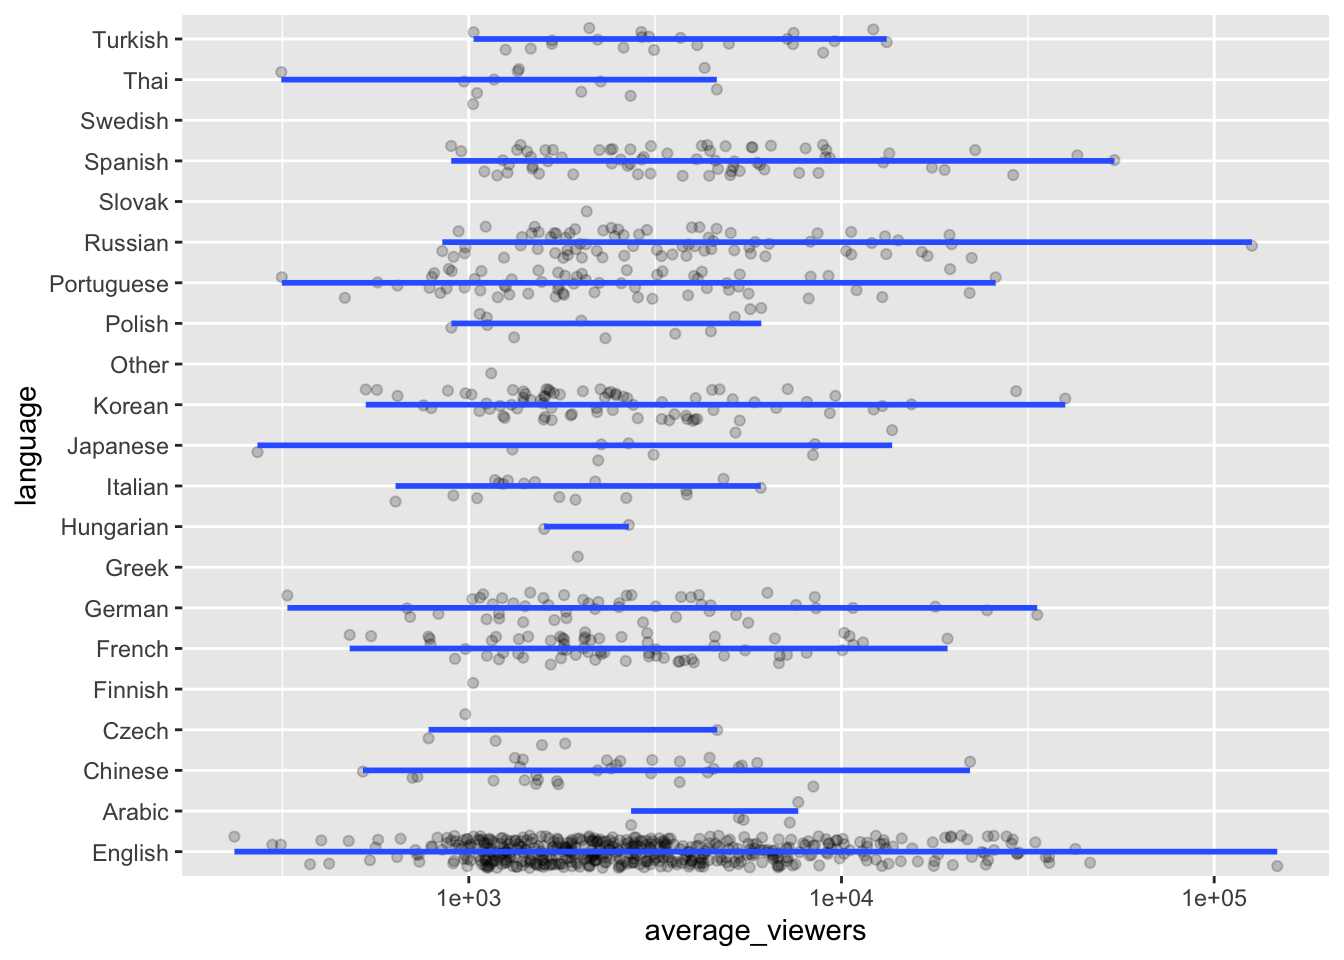 Turkish
Thai
Swedish
Spanish
Slovak
Russian
Portuguese
Polish
Other
Korean
Japanese
Italian
Hungarian
Greek
German
French
Finnish
Czech
Chinese
Arabic
English
language
1e+03 1e+04 1e+05
average_viewers